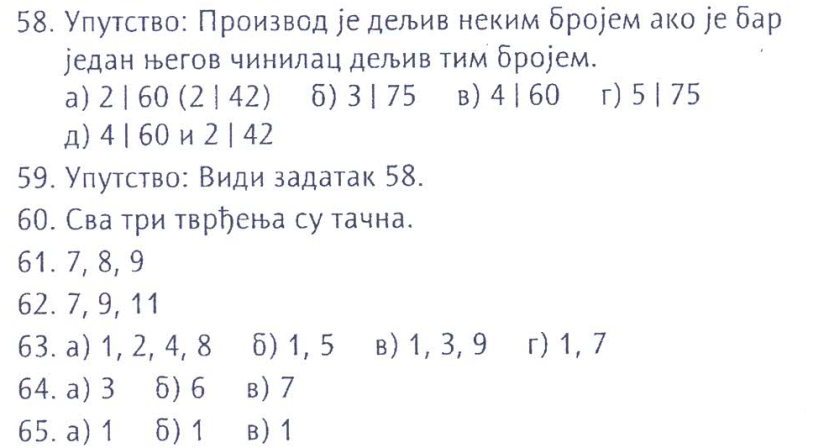 58. Упутство: Производ је дељив неким бројем ако је бар
један његов чинилац дељив тим бројем.
а) 2 | 60 (2 | 42) б) 3 | 75 в) 4 | 60 г) 5 | 75
д) 4 | 60 и 2 | 42
59. Упутство: Види задатак 58.
60. Сва три тврђења су тачна.
61. 7, 8, 9
62. 7, 9, 11
63. а) 1, 2, 4, 8 б) 1, 5 в) 1, 3, 9 г) 1, 7
64. а) 3 б) 6 в) 7
65. а) 1 б) 1 в) 1